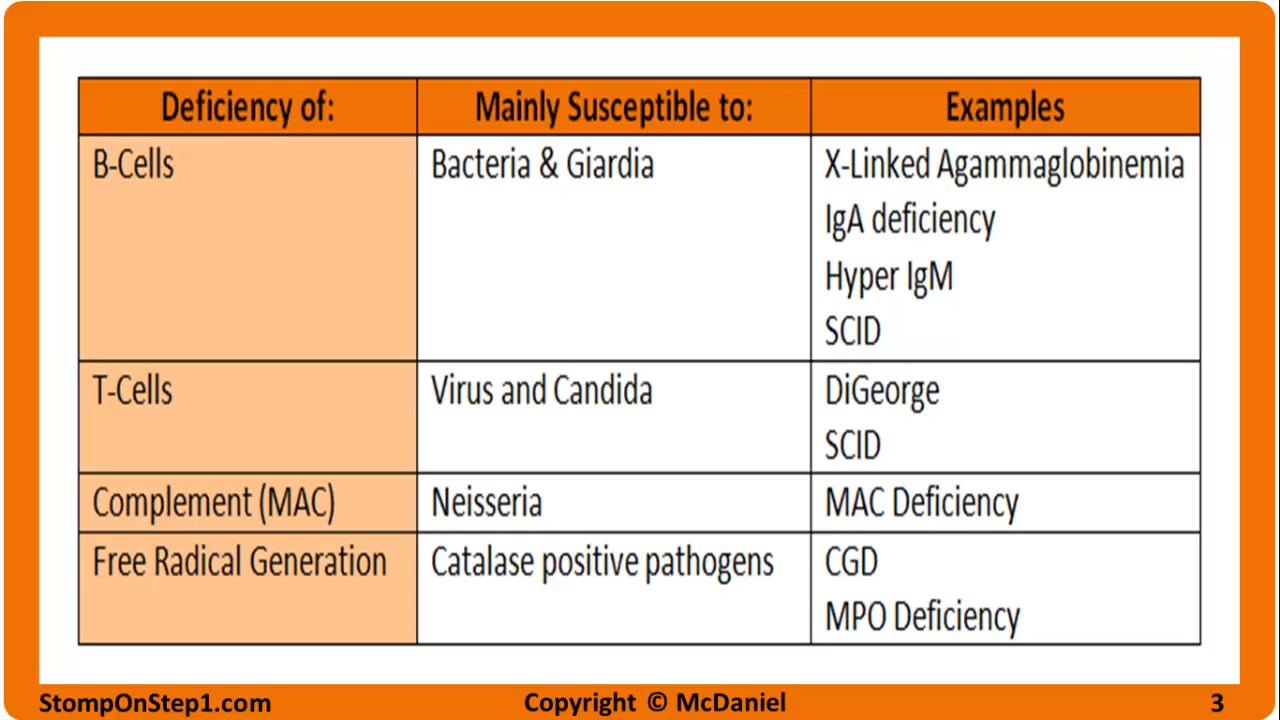 Deficiency of: Mainly Susceptible to: Examples
B-Cells Bacteria & Giardia X-Linked Agammaglobinemia
IgA deficiency
Hyper IgM
SCID
T-Cells Virus and Candida DiGeorge
SCID
Complement (MAC) Neisseria MAC Deficiency
Free Radical Generation Catalase positive pathogens CGD
MPO Deficiency
StompOnStep1.com Copyright © McDaniel 3